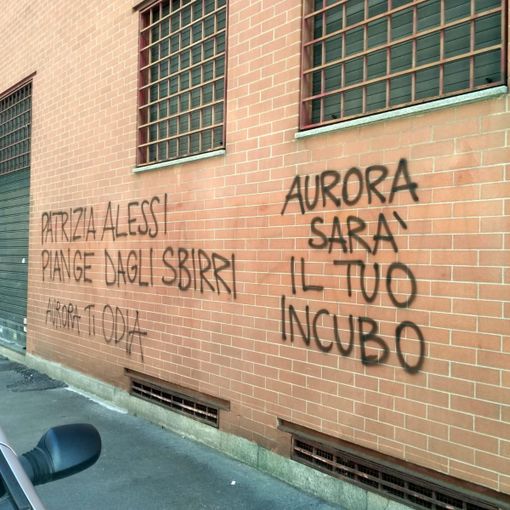 PATRIZIA ALESSI
PIANGE DAGLI SBIRRI
AURORA TI ODIA
AURORA
SARA'
IL TUO
INCUBO